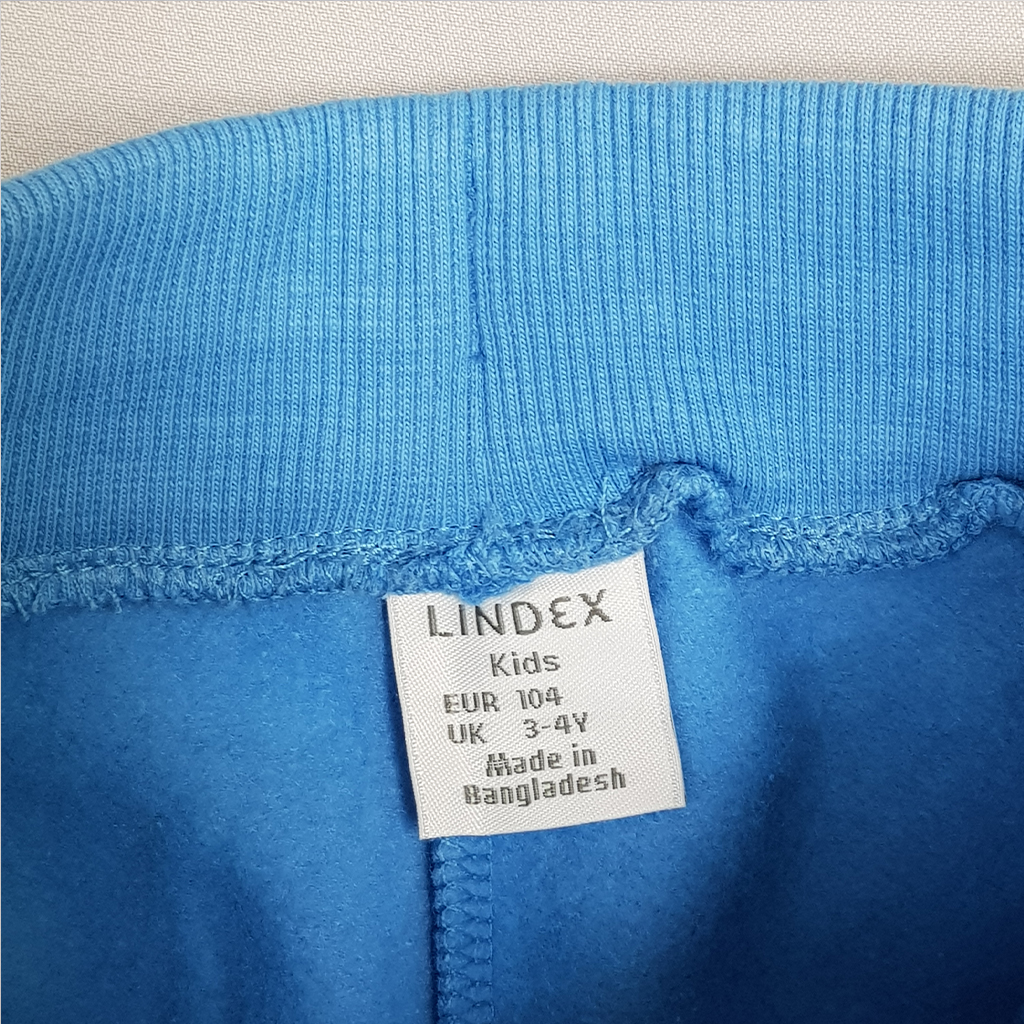 LINDEX
Kids
EUR 104
UK 3-4Y
Made in
Bangladesh